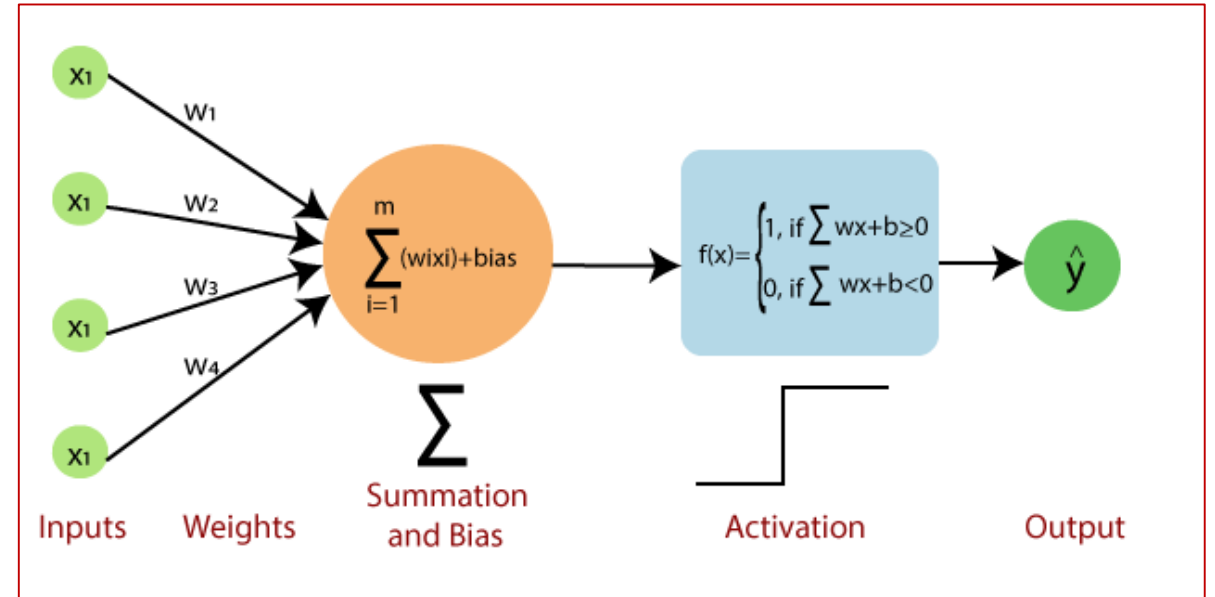 x₁
x₁
x₁
x₁
w₁
w₂
w₃
w₄
m
∑(wixi)+bias
i=1
f(x)={1, if ∑ wx+b≥0
0, if ∑ wx+b<0
ŷ
∑
Inputs
Weights
Summation
and Bias
Activation
Output